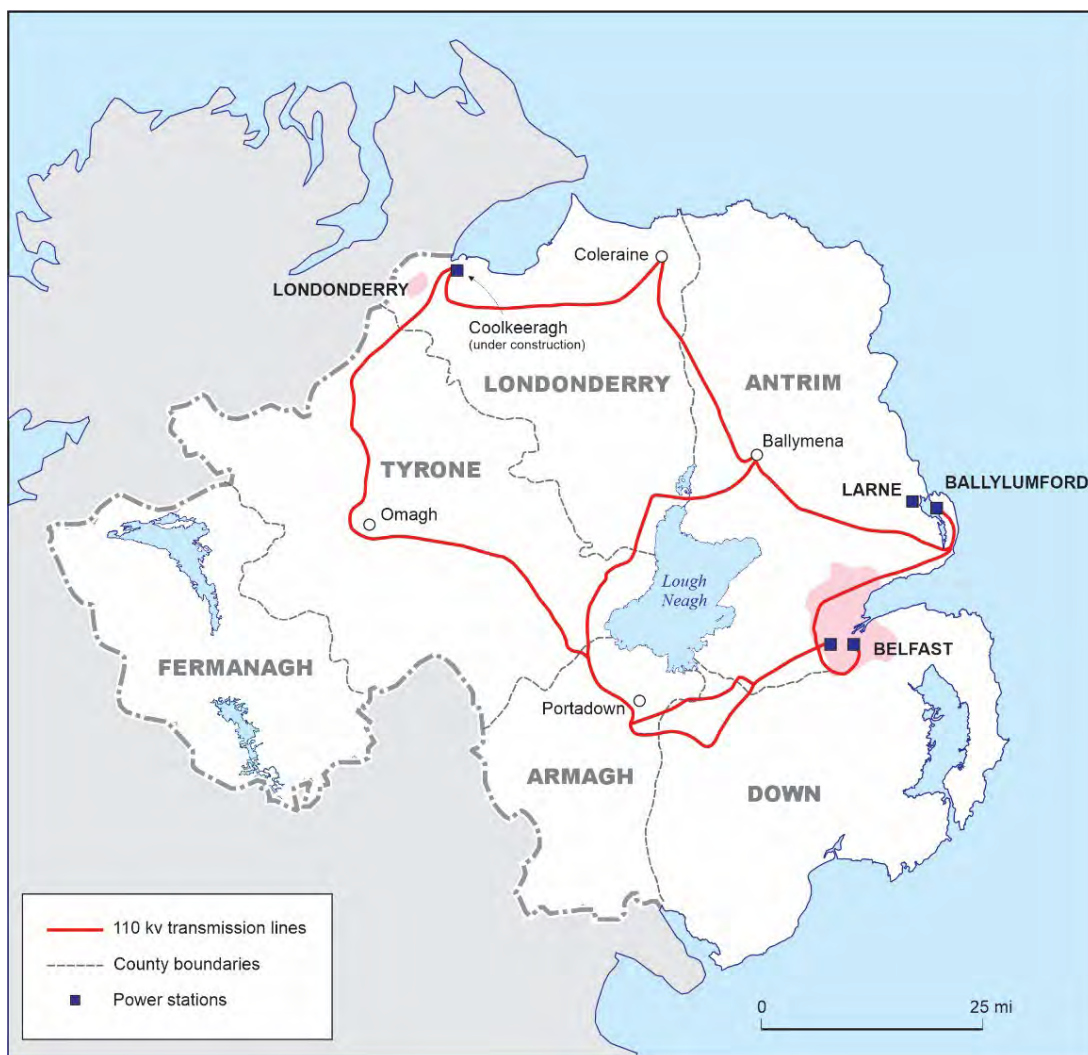 Coleraine
LONDONDERRY
Coolkeeragh
(under construction)
LONDONDERRY
ANTRIM
Ballymena
TYRONE
LARNE
BALLYLUMFORD
Omagh
Lough
Neagh
FERMANAGH
BELFAST
Portadown
ARMAGH
DOWN
110 kv transmission lines
County boundaries
Power stations
0
25 mi